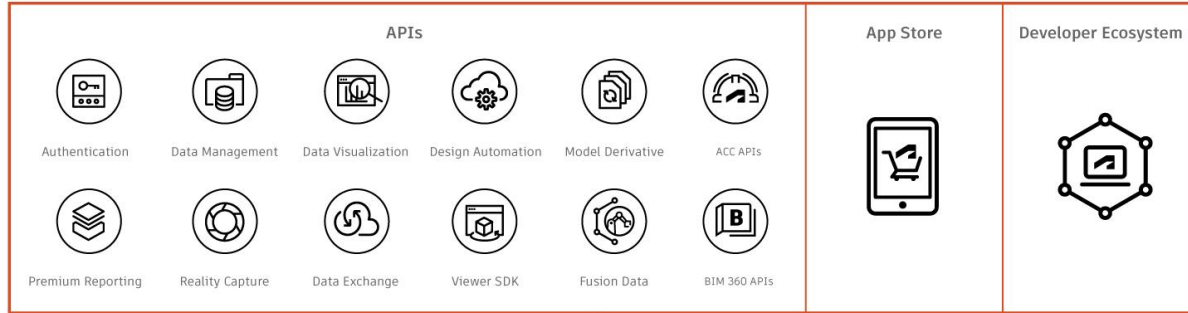 APIs
App Store
Developer Ecosystem
Authentication
Data Management
Data Visualization
Design Automation
Model Derivative
ACC APIs
Premium Reporting
Reality Capture
Data Exchange
Viewer SDK
Fusion Data
B
BIM 360 APIs